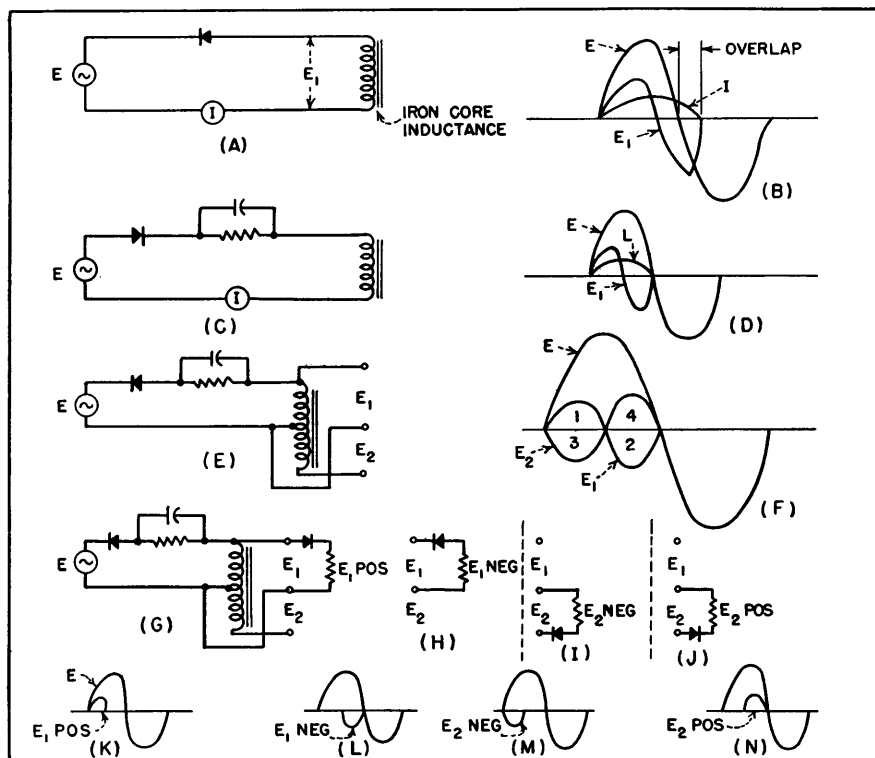 E
E₁
I
IRON CORE
INDUCTANCE
(A)
E
OVERLAP
I
E₁
(B)
E
I
(C)
E
L
E₁
(D)
E
E₁
E₂
(E)
E
1
4
3
2
E₂
E₁
(F)
E
E₁
E₂
E₁ POS
(G)
E₁
E₂
E₁ NEG
(H)
E₁
E₂
E₂ NEG
(I)
E₁
E₂
E₂ POS
(J)
E
E₁ POS
(K)
E₁ NEG
(L)
E₂ NEG
(M)
E₂ POS
(N)